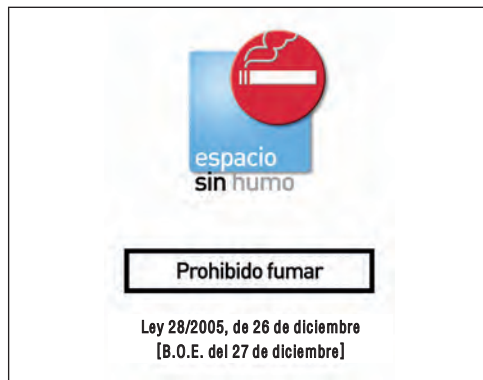 espacio
sin humo
Prohibido fumar
Ley 28/2005, de 26 de diciembre
[B.O.E. del 27 de diciembre]